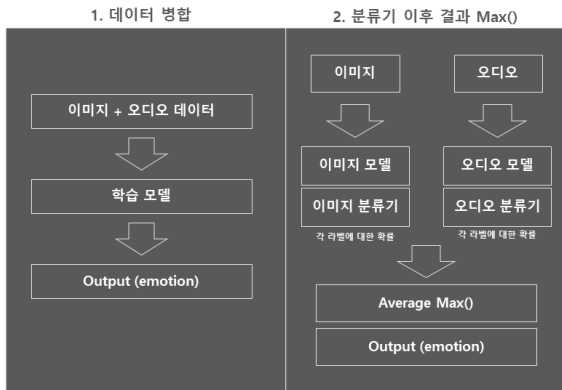 1. 데이터 병합
이미지 + 오디오 데이터
학습 모델
Output (emotion)
2. 분류기 이후 결과 Max()
이미지
오디오
이미지 모델
오디오 모델
이미지 분류기
오디오 분류기
각 라벨에 대한 확률
각 라벨에 대한 확률
Average Max()
Output (emotion)